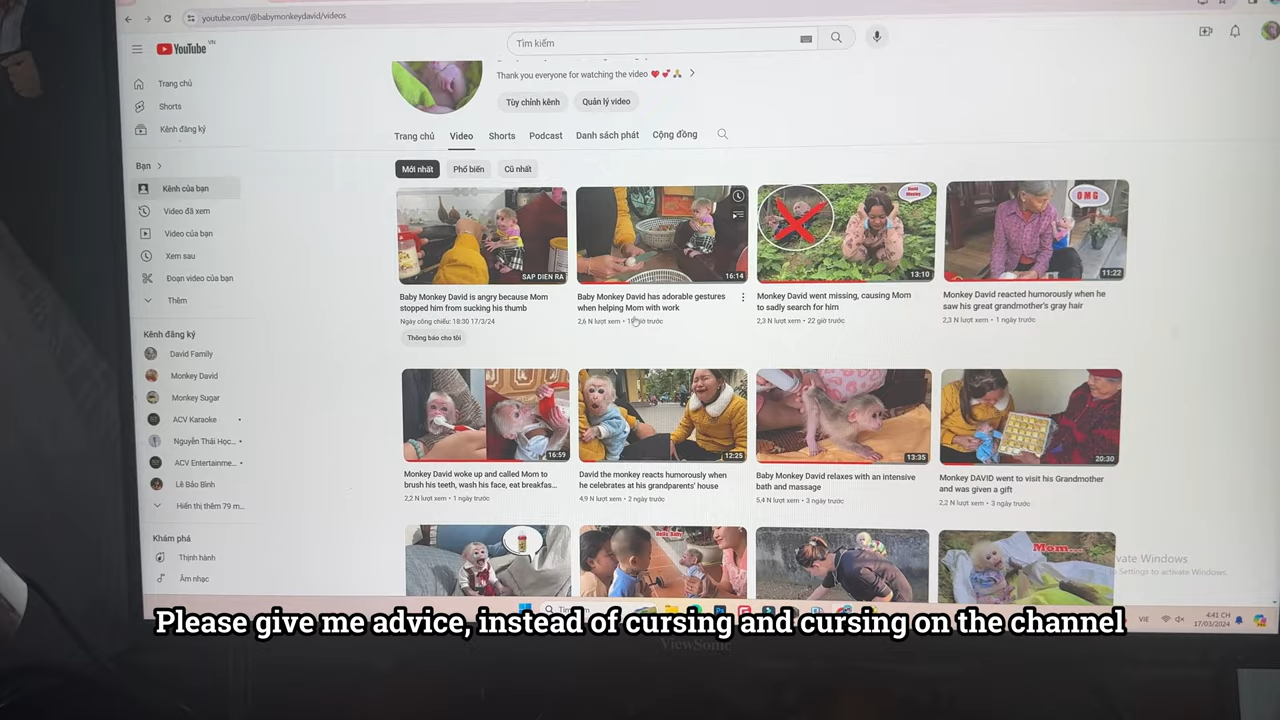 youtube.com/@babymonkeydavid/videos
YouTube VN
Tìm kiếm
Thank you everyone for watching the video
Tùy chỉnh kênh
Quản lý video
Trang chủ
Shorts
Kênh đăng ký
Bạn
Kênh của bạn
Video đã xem
Video của bạn
Xem sau
Đoạn video của bạn
Thêm
Kênh đăng ký
David Family
Monkey David
Monkey Sugar
ACV Karaoke
Nguyễn Thái Học...
ACV Entertainme...
Lê Bảo Bình
Hiển thị thêm 79 m...
Khám phá
Thịnh hành
Âm nhạc
Trang chủ Video Shorts Podcast Danh sách phát Cộng đồng
Mới nhất Phổ biến Cũ nhất
SAP DIEN RA
Baby Monkey David is angry because Mom
stopped him from sucking his thumb
Ngày công chiếu: 18:30 17/3/24
Thông báo cho tôi
16:14
Baby Monkey David has adorable gestures
when helping Mom with work
2,6 N lượt xem
trước
13:10
Monkey David went missing, causing Mom
to sadly search for him
2,3 N lượt xem • 22 giờ trước
OMG
11:22
Monkey David reacted humorously when he
saw his great grandmother's gray hair
2,3 N lượt xem • 1 ngày trước
16:59
Monkey David woke up and called Mom to
brush his teeth, wash his face, eat breakfas...
2,2 N lượt xem • 1 ngày trước
12:25
David the monkey reacts humorously when
he celebrates at his grandparents' house
4,9 N lượt xem • 2 ngày trước
13:35
Baby Monkey David relaxes with an intensive
bath and massage
5,4 N lượt xem • 3 ngày trước
20:30
Monkey DAVID went to visit his Grandmother
and was given a gift
2,2 N lượt xem • 3 ngày trước
Hello Baby
Mom...
vate Windows
Settings to activate Windows.
VIE
4:41 CH
17/03/2024
Please give me advice, instead of cursing and cursing on the channel
ViewSonic